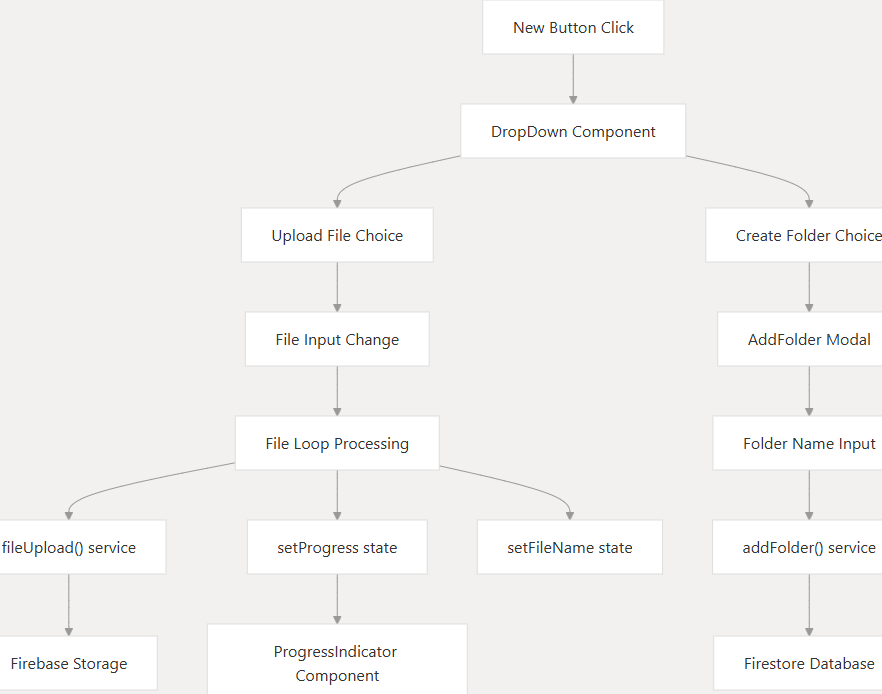 New Button Click
DropDown Component
Upload File Choice
Create Folder Choice
File Input Change
AddFolder Modal
File Loop Processing
Folder Name Input
fileUpload() service
setProgress state
setFileName state
addFolder() service
Firebase Storage
ProgressIndicator
Component
Firestore Database